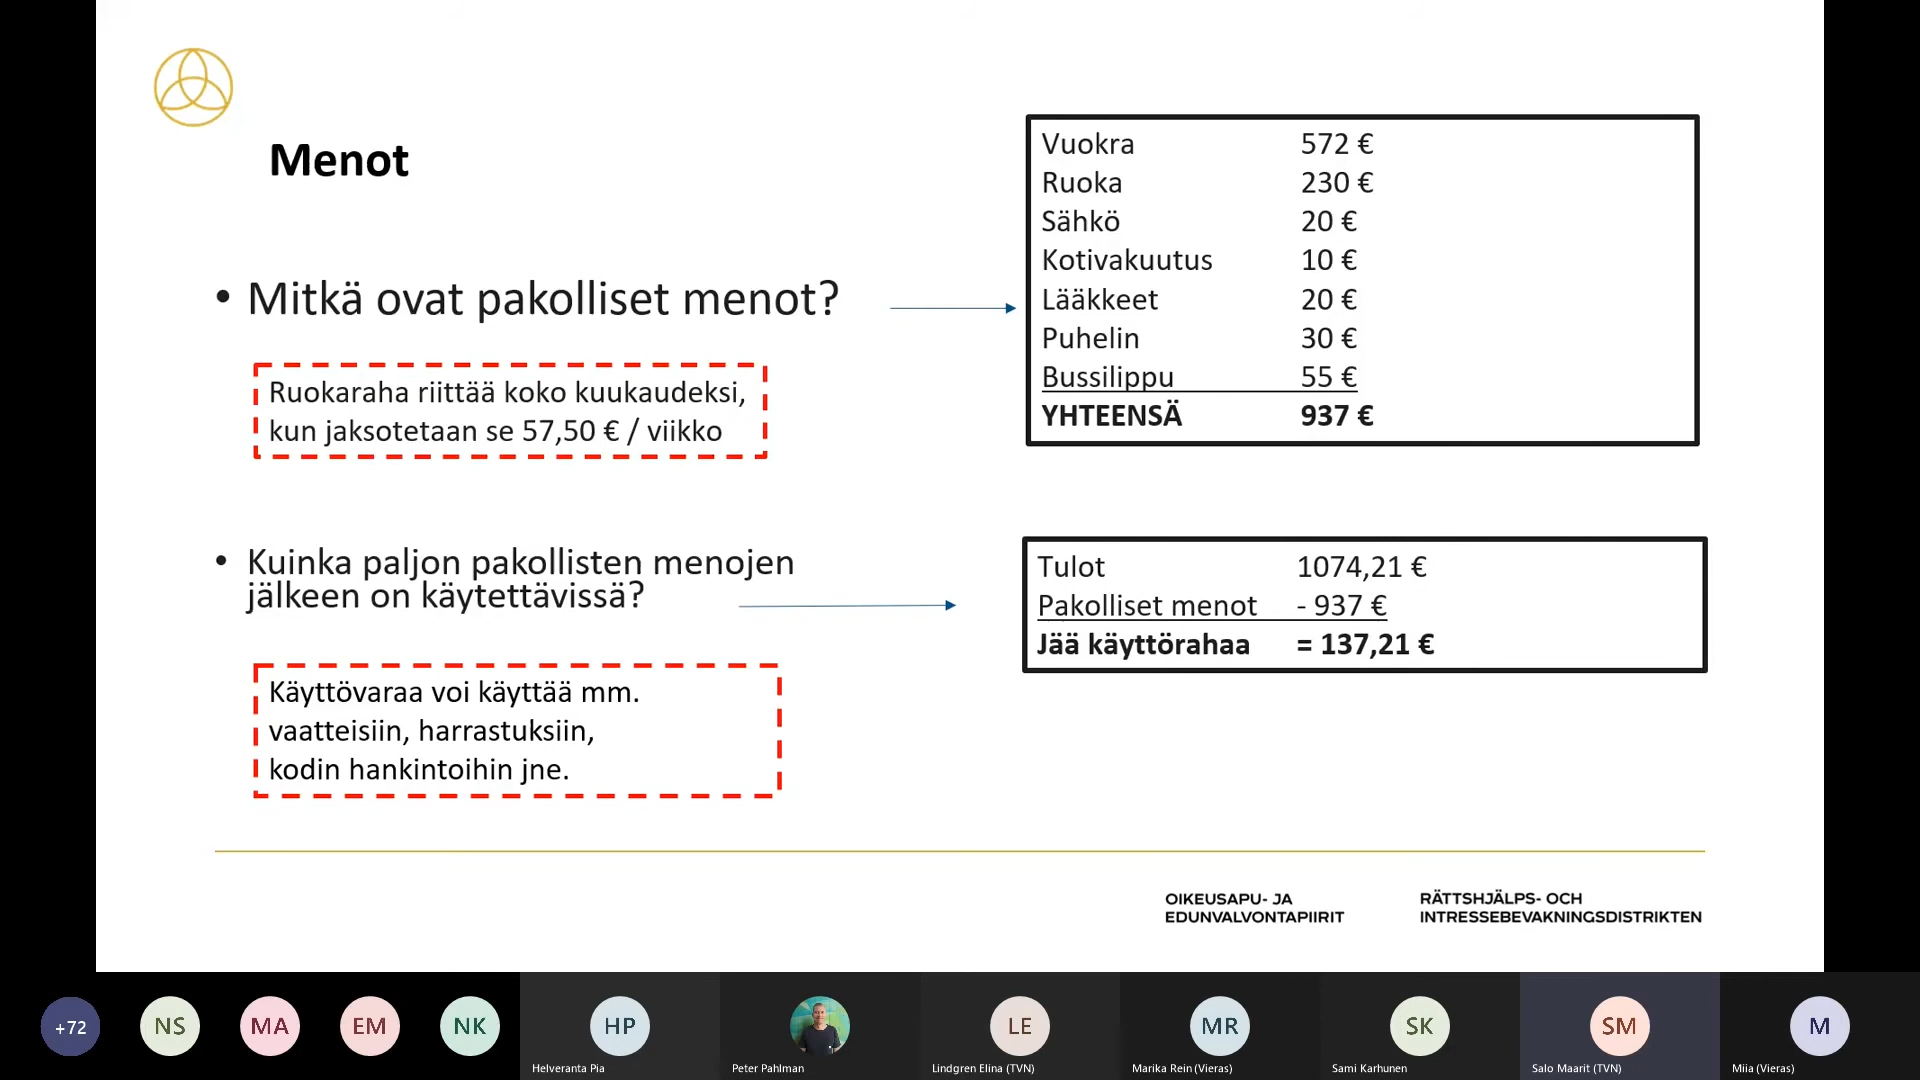 Menot
• Mitkä ovat pakolliset menot?
Ruokaraha riittää koko kuukaudeksi,
kun jaksotetaan se 57,50 € / viikko
Vuokra 572 €
Ruoka 230 €
Sähkö 20 €
Kotivakuutus 10 €
Lääkkeet 20 €
Puhelin 30 €
Bussilippu 55 €
YHTEENSÄ 937 €
• Kuinka paljon pakollisten menojen
jälkeen on käytettävissä?
Tulot 1074,21 €
Pakolliset menot - 937 €
Jää käyttörahaa = 137,21 €
Käyttövaraa voi käyttää mm.
vaatteisiin, harrastuksiin,
kodin hankintoihin jne.
OIKEUSAPU- JA
EDUNVALVONTAPIIRIT
RÄTTSHJÄLPS- OCH
INTRESSEBEVAKNINGSDISTRIKTEN
+72
NS
MA
EM
NK
HP
Helveranta Pia
Peter Pahlman
LE
Lindgren Elina (TVN)
MR
Marika Rein (Vieras)
SK
Sami Karhunen
SM
Salo Maarit (TVN)
M
Miia (Vieras)